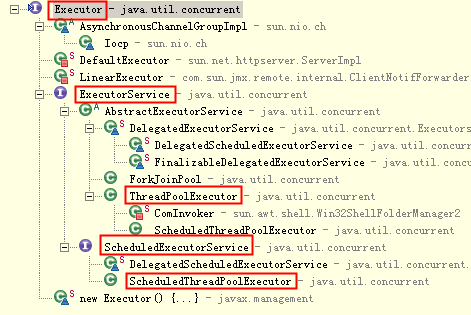 Executor - java.util.concurrent
A AsynchronousChannelGroupImpl - sun.nio.ch
Iocp - sun.nio.ch
S DefaultExecutor - sun.net.httpserver.ServerImpl
S LinearExecutor - com.sun.jmx.remote.internal.ClientNotifForwarder
I ExecutorService - java.util.concurrent
A AbstractExecutorService - java.util.concurrent
S DelegatedExecutorService - java.util.concurrent.Executors
S DelegatedScheduledExecutorService - java.util.concurrent
S FinalizableDelegatedExecutorService - java.util.concurrent
ForkJoinPool - java.util.concurrent
ThreadPoolExecutor - java.util.concurrent
S ComInvoker - sun.awt.shell.Win32ShellFolderManager2
ScheduledThreadPoolExecutor - java.util.concurrent
I ScheduledExecutorService - java.util.concurrent
S DelegatedScheduledExecutorService - java.util.concurrent
ScheduledThreadPoolExecutor - java.util.concurrent
S new Executor() {...} - javax.management